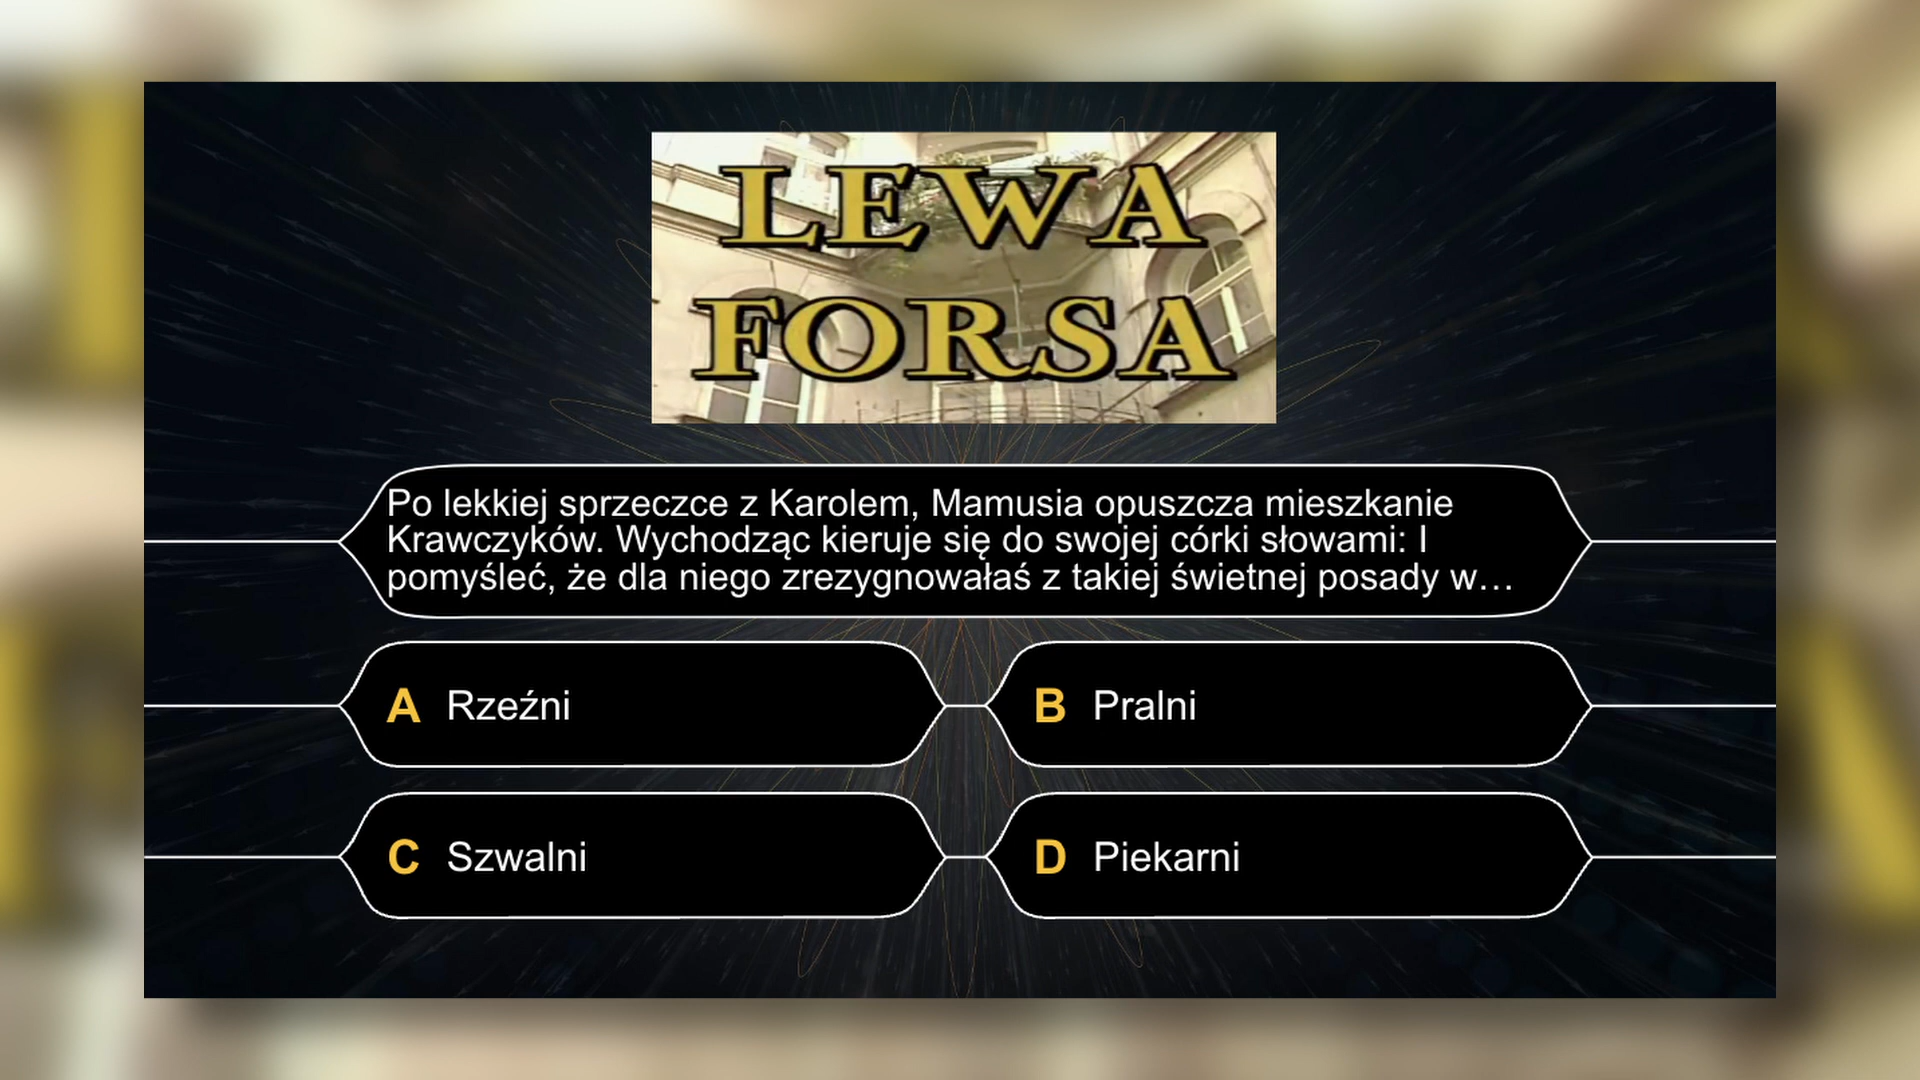 LEWA
FORSA
Po lekkiej sprzeczce z Karolem, Mamusia opuszcza mieszkanie
Krawczyków. Wychodząc kieruje się do swojej córki słowami: I
pomyśleć, że dla niego zrezygnowałaś z takiej świetnej posady w…
A Rzeźni
B Pralni
C Szwalni
D Piekarni